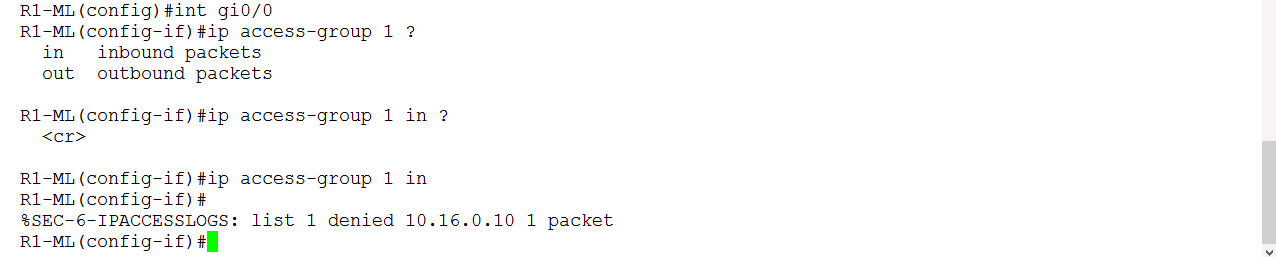 R1-ML(config)#int gi0/0
R1-ML(config-if)#ip access-group 1 ?
  in   inbound packets
  out  outbound packets

R1-ML(config-if)#ip access-group 1 in ?
  <cr>

R1-ML(config-if)#ip access-group 1 in
R1-ML(config-if)#
%SEC-6-IPACCESSLOGS: list 1 denied 10.16.0.10 1 packet
R1-ML(config-if)#